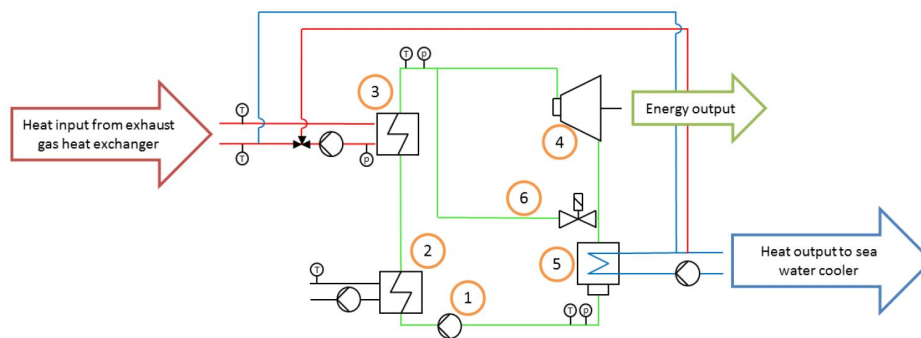 T
p
3
Heat input from exhaust
gas heat exchanger
T
T
p
4
Energy output
6
2
5
Heat output to sea
water cooler
T
1
T
p